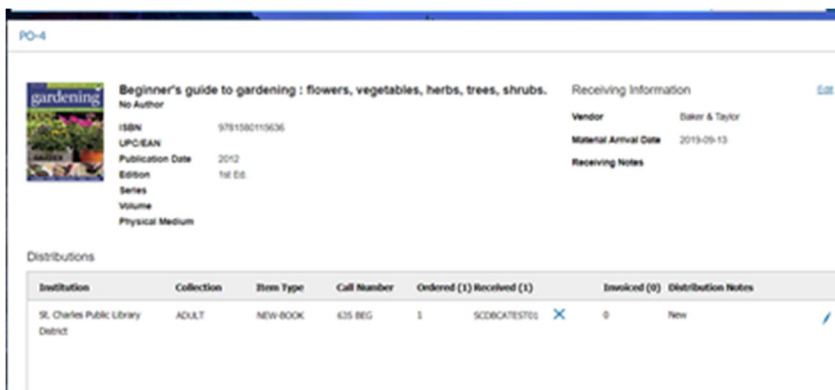 PO-4
gardening
Beginner's guide to gardening : flowers, vegetables, herbs, trees, shrubs.
No Author
ISBN 9781580119636
UPC/EAN
Publication Date 2012
Edition 1st Ed.
Series
Volume
Physical Medium
Receiving Information Edit
Vendor Baker & Taylor
Material Arrival Date 2019-09-13
Receiving Notes
Distributions
Institution Collection Item Type Call Number Ordered (1) Received (1) Invoiced (0) Distribution Notes
St. Charles Public Library ADULT NEW-BOOK 635 BEG 1 SCDBCATEST01 0 New
District